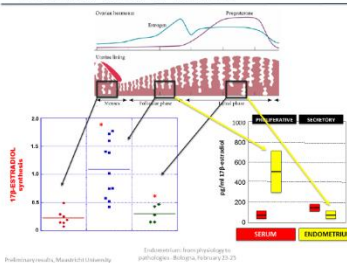 Ovarian hormones
Estrogen
Progesterone
Uterine lining
Menses
Follicular phase
Luteal phase
17β-ESTRADIOL
synthesis
2.0
1.5
1.0
0.5
0.0
pg/ml 17β-estradiol
1000
800
600
400
200
0
PROLIFERATIVE
SECRETORY
SERUM
ENDOMETRIUM
Preliminary results, Maastricht University
Endometrium: from physiology to
pathologies. Bologna, February 23-25